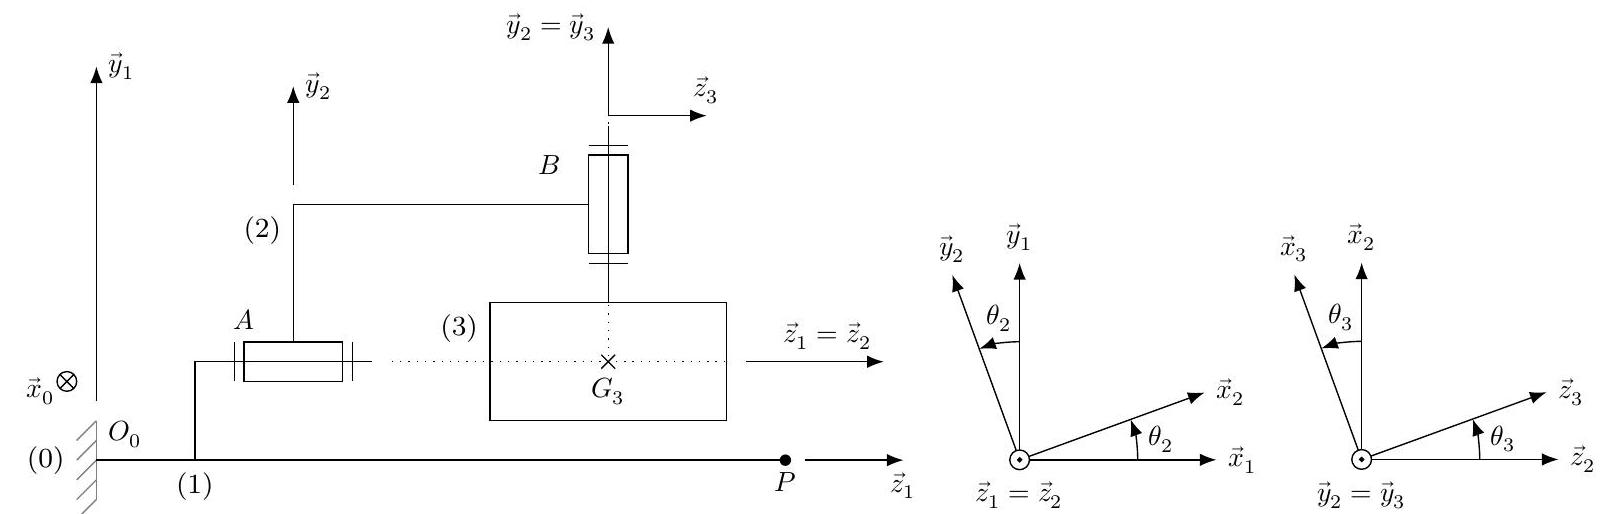 $\vec{y}_2 = \vec{y}_3$
$\vec{y}_1$
$\vec{y}_2$
$\vec{z}_3$
B
(2)
A
(3)
$\vec{z}_1 = \vec{z}_2$
$\vec{x}_0$
$G_3$
$O_0$
(0)
(1)
P
$\vec{z}_1$
$\vec{y}_2$
$\vec{y}_1$
$\theta_2$
$\vec{x}_2$
$\theta_2$
$\vec{x}_1$
$\vec{z}_1 = \vec{z}_2$
$\vec{x}_3$
$\vec{x}_2$
$\theta_3$
$\vec{z}_3$
$\theta_3$
$\vec{z}_2$
$\vec{y}_2 = \vec{y}_3$